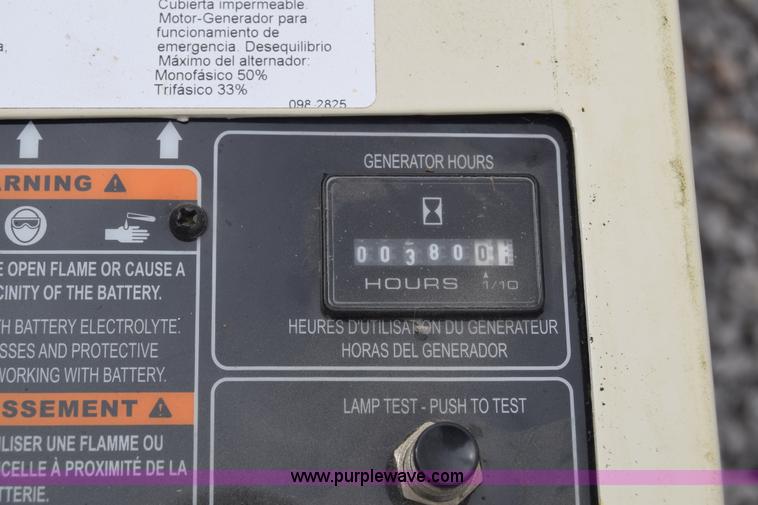 Cubierta impermeable.
Motor-Generador para
funcionamiento de
emergencia. Desequilibrio
Máximo del alternador:
Monofásico 50%
Trifásico 33%
098-2825
RNING
GENERATOR HOURS
003800
HOURS 1/10
E OPEN FLAME OR CAUSE A
CINITY OF THE BATTERY.
TH BATTERY ELECTROLYTE.
SSES AND PROTECTIVE
WORKING WITH BATTERY.
HEURES D'UTILISATION DU GÉNÉRATEUR
HORAS DEL GENERADOR
SSEMENT
LAMP TEST - PUSH TO TEST
ILISER UNE FLAMME OU
CELLE À PROXIMITÉ DE LA
TTERIE.
www.purplewave.com